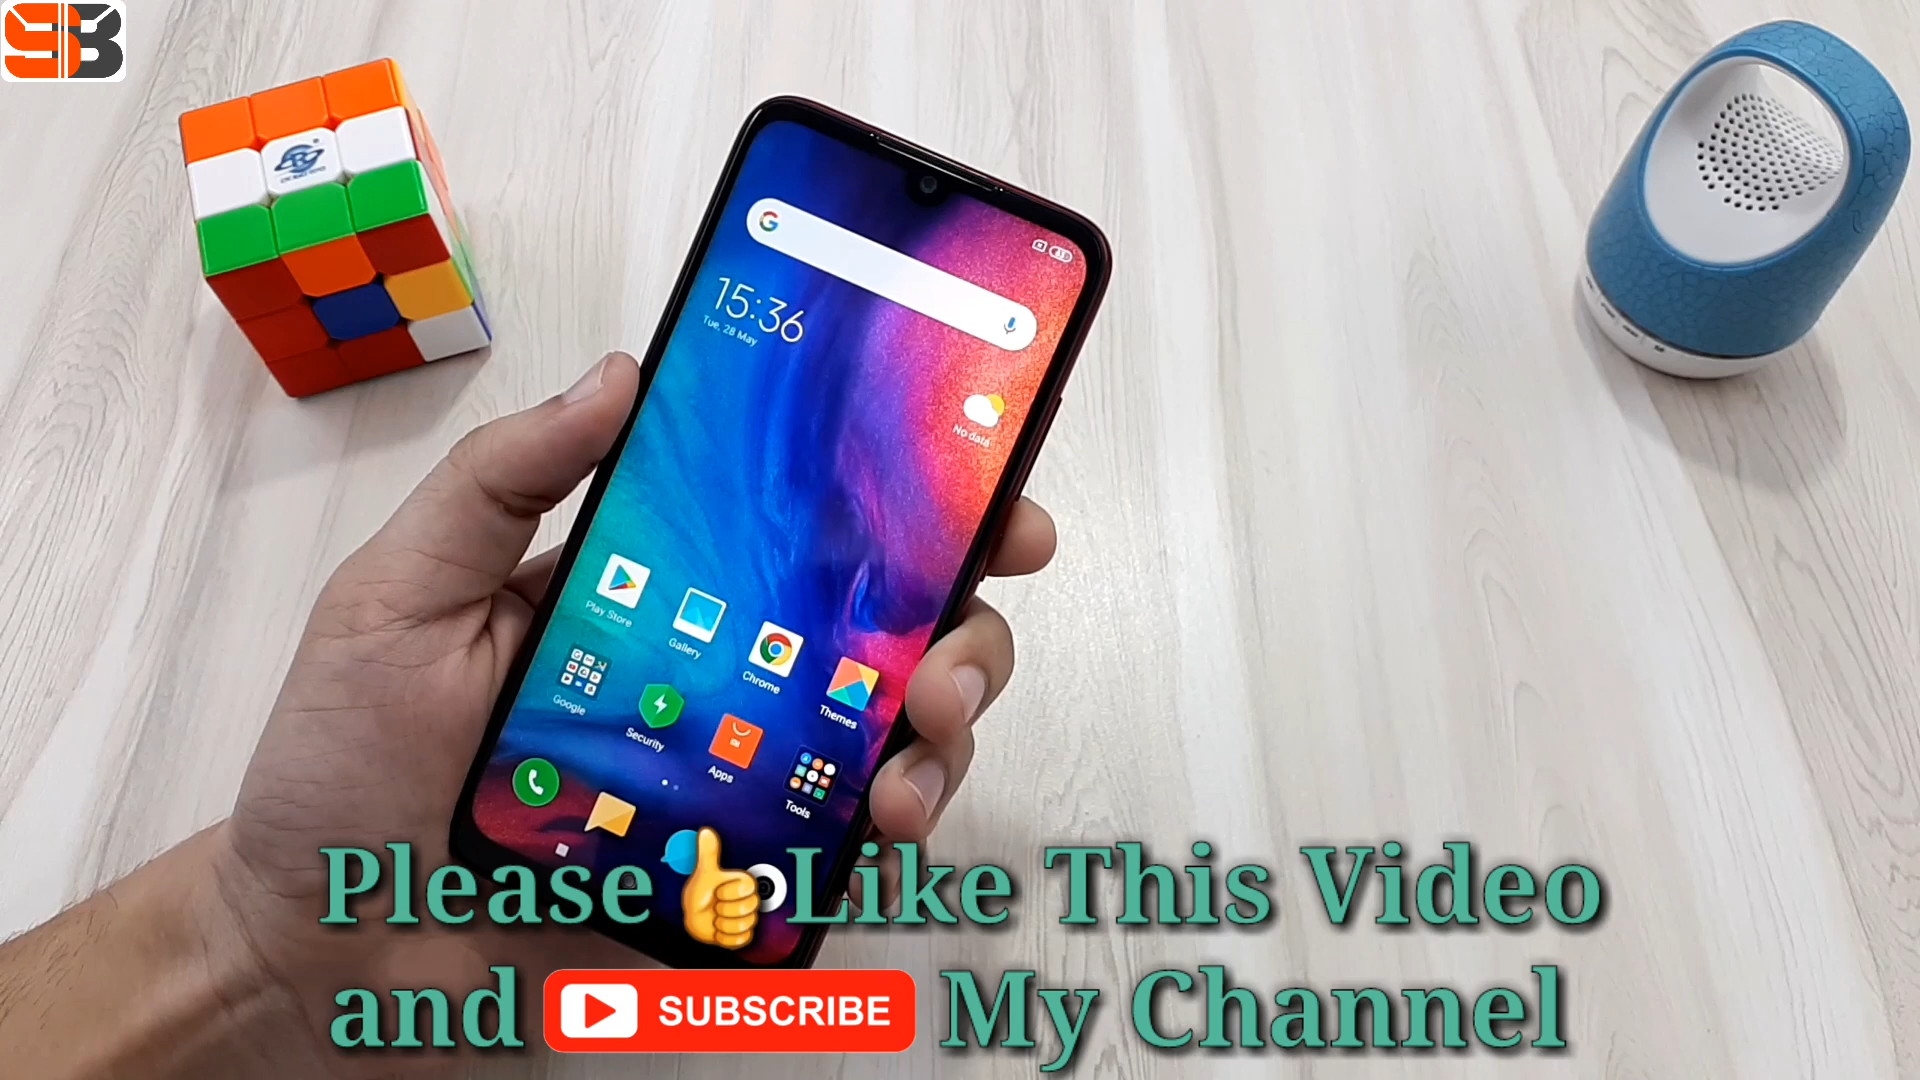 SB
15:36
Tue, 28 May
No data
Play Store
Gallery
Chrome
Themes
Google
Security
Apps
Tools
Please 👍 Like This Video
and SUBSCRIBE My Channel